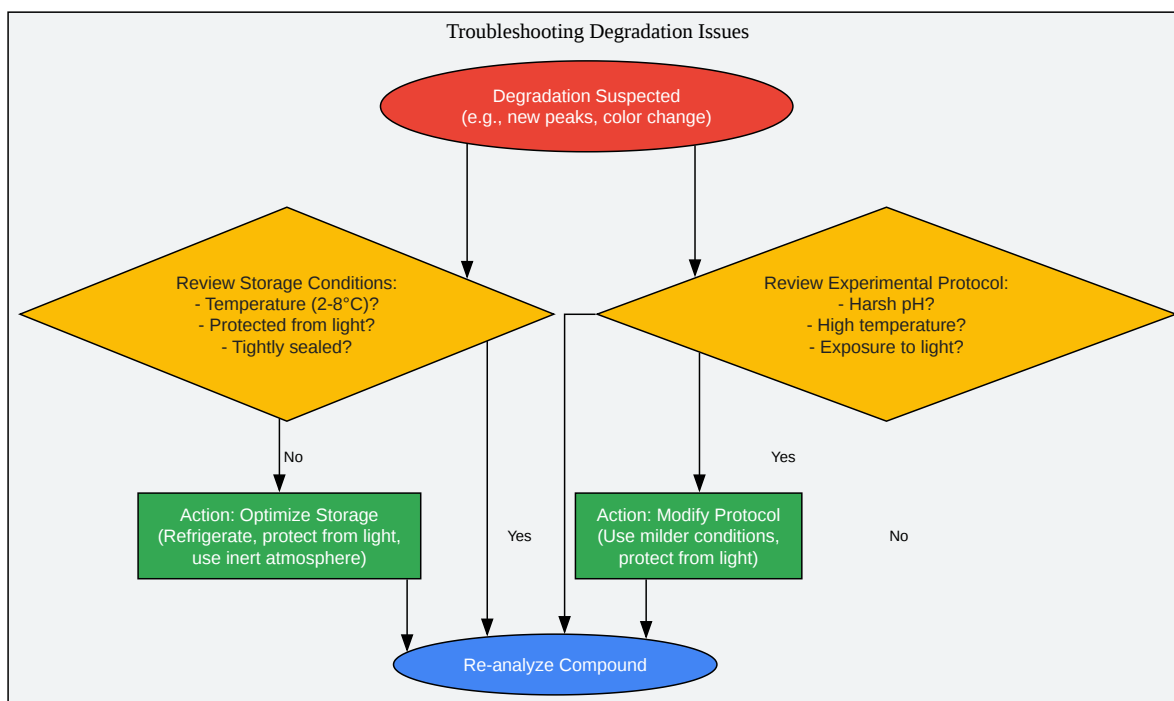 Troubleshooting Degradation Issues
Degradation Suspected
(e.g., new peaks, color change)
Review Storage Conditions:
- Temperature (2-8°C)?
- Protected from light?
- Tightly sealed?
Review Experimental Protocol:
- Harsh pH?
- High temperature?
- Exposure to light?
No
Yes
Action: Optimize Storage
(Refrigerate, protect from light,
use inert atmosphere)
Yes
Action: Modify Protocol
(Use milder conditions,
protect from light)
No
Re-analyze Compound